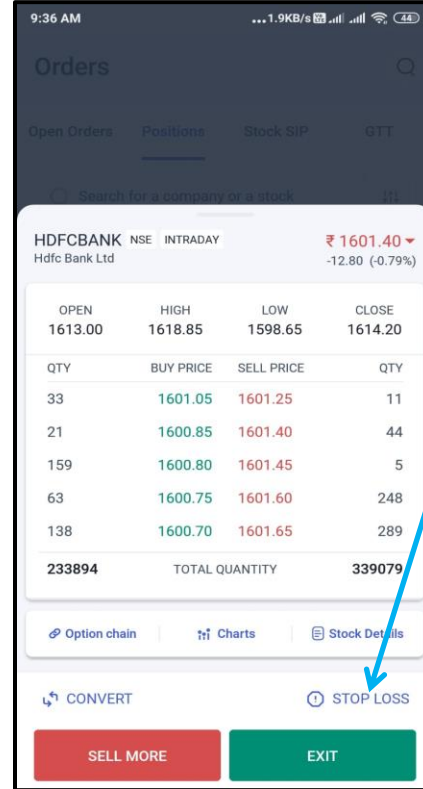 9:36 AM ...1.9KB/s 44
Orders
Open Orders Positions Stock SIP GTT
Search for a company or a stock
HDFCBANK NSE INTRADAY ₹ 1601.40
Hdfc Bank Ltd -12.80 (-0.79%)
OPEN HIGH LOW CLOSE
1613.00 1618.85 1598.65 1614.20
QTY BUY PRICE SELL PRICE QTY
33 1601.05 1601.25 11
21 1600.85 1601.40 44
159 1600.80 1601.45 5
63 1600.75 1601.60 248
138 1600.70 1601.65 289
233894 TOTAL QUANTITY 339079
Option chain Charts Stock Details
CONVERT STOP LOSS
SELL MORE EXIT